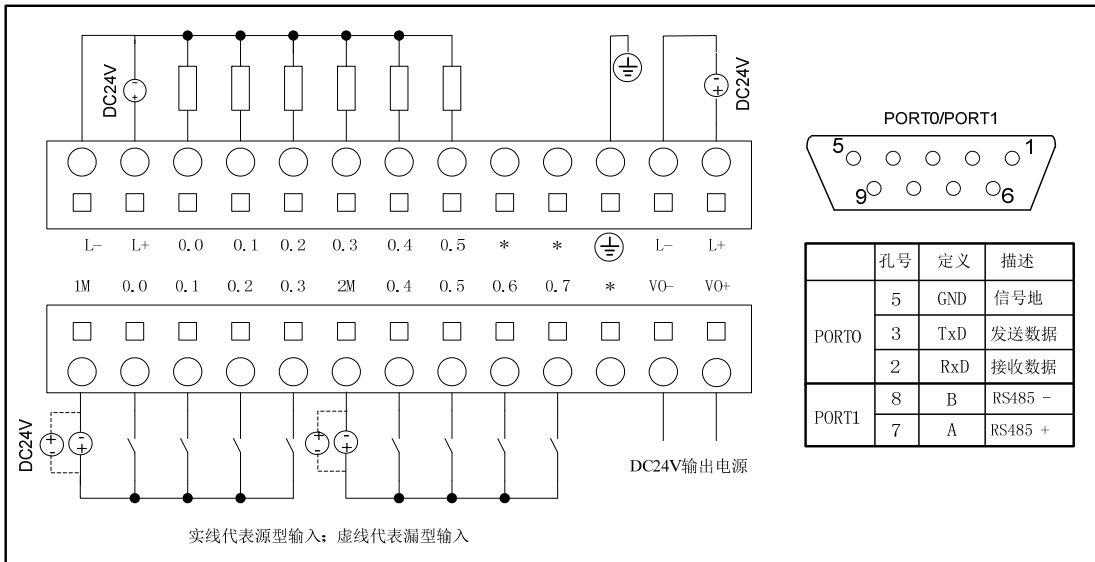 DC24V
DC24V
L- L+ 0.0 0.1 0.2 0.3 0.4 0.5 * * L- L+
1M 0.0 0.1 0.2 0.3 2M 0.4 0.5 0.6 0.7 * VO- VO+
DC24V
DC24V输出电源
实线代表源型输入；虚线代表漏型输入
PORT0/PORT1
5 1
9 6
孔号 定义 描述
PORT0
5 GND 信号地
3 TxD 发送数据
2 RxD 接收数据
PORT1
8 B RS485 -
7 A RS485 +